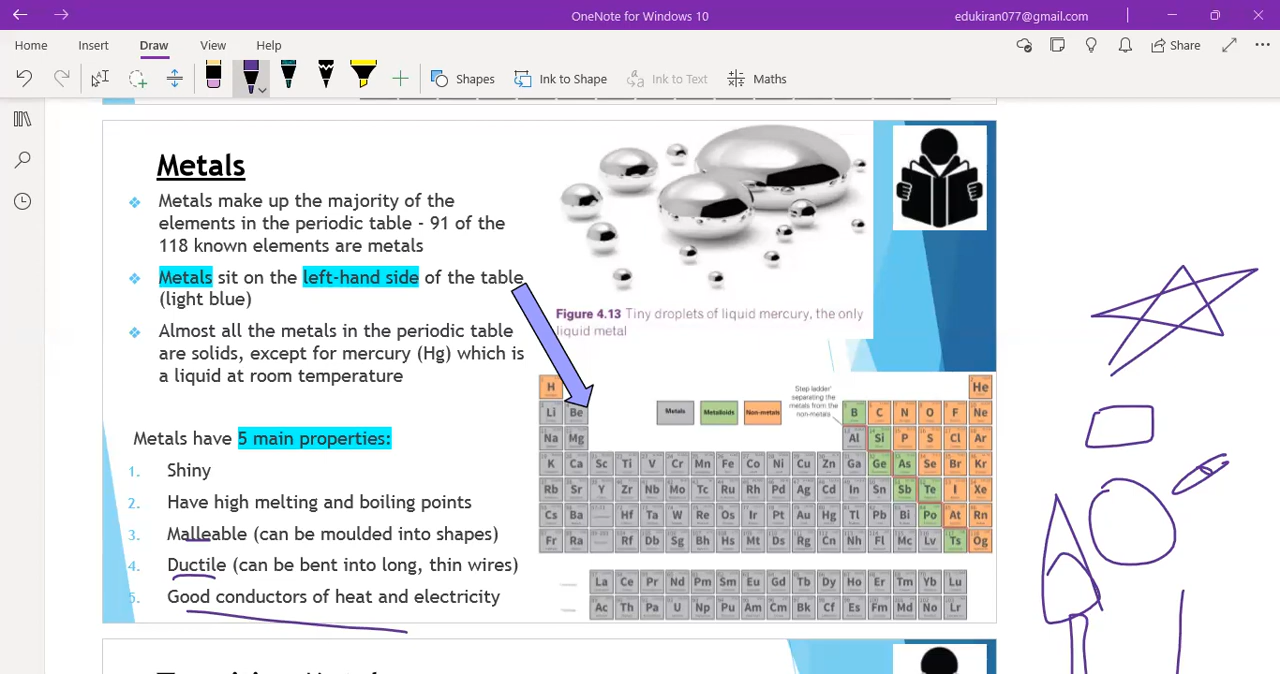 OneNote for Windows 10
edukiran077@gmail.com
Home Insert Draw View Help
Share
Shapes Ink to Shape Ink to Text Maths
Metals
Metals make up the majority of the
elements in the periodic table - 91 of the
118 known elements are metals
Metals sit on the left-hand side of the table
(light blue)
Almost all the metals in the periodic table
are solids, except for mercury (Hg) which is
a liquid at room temperature
Figure 4.13 Tiny droplets of liquid mercury, the only
liquid metal
Metals have 5 main properties:
1. Shiny
2. Have high melting and boiling points
3. Malleable (can be moulded into shapes)
4. Ductile (can be bent into long, thin wires)
5. Good conductors of heat and electricity
Step 'ladder'
separating the
metals from the
non-metals
H He
Li Be Metals Metalloids Non-metals B C N O F Ne
Na Mg Al Si P S Cl Ar
K Ca Sc Ti V Cr Mn Fe Co Ni Cu Zn Ga Ge As Se Br Kr
Rb Sr Y Zr Nb Mo Tc Ru Rh Pd Ag Cd In Sn Sb Te I Xe
Cs Ba Hf Ta W Re Os Ir Pt Au Hg Tl Pb Bi Po At Rn
Fr Ra Rf Db Sg Bh Hs Mt Ds Rg Cn Nh Fl Mc Lv Ts Og
La Ce Pr Nd Pm Sm Eu Gd Tb Dy Ho Er Tm Yb Lu
Ac Th Pa U Np Pu Am Cm Bk Cf Es Fm Md No Lr